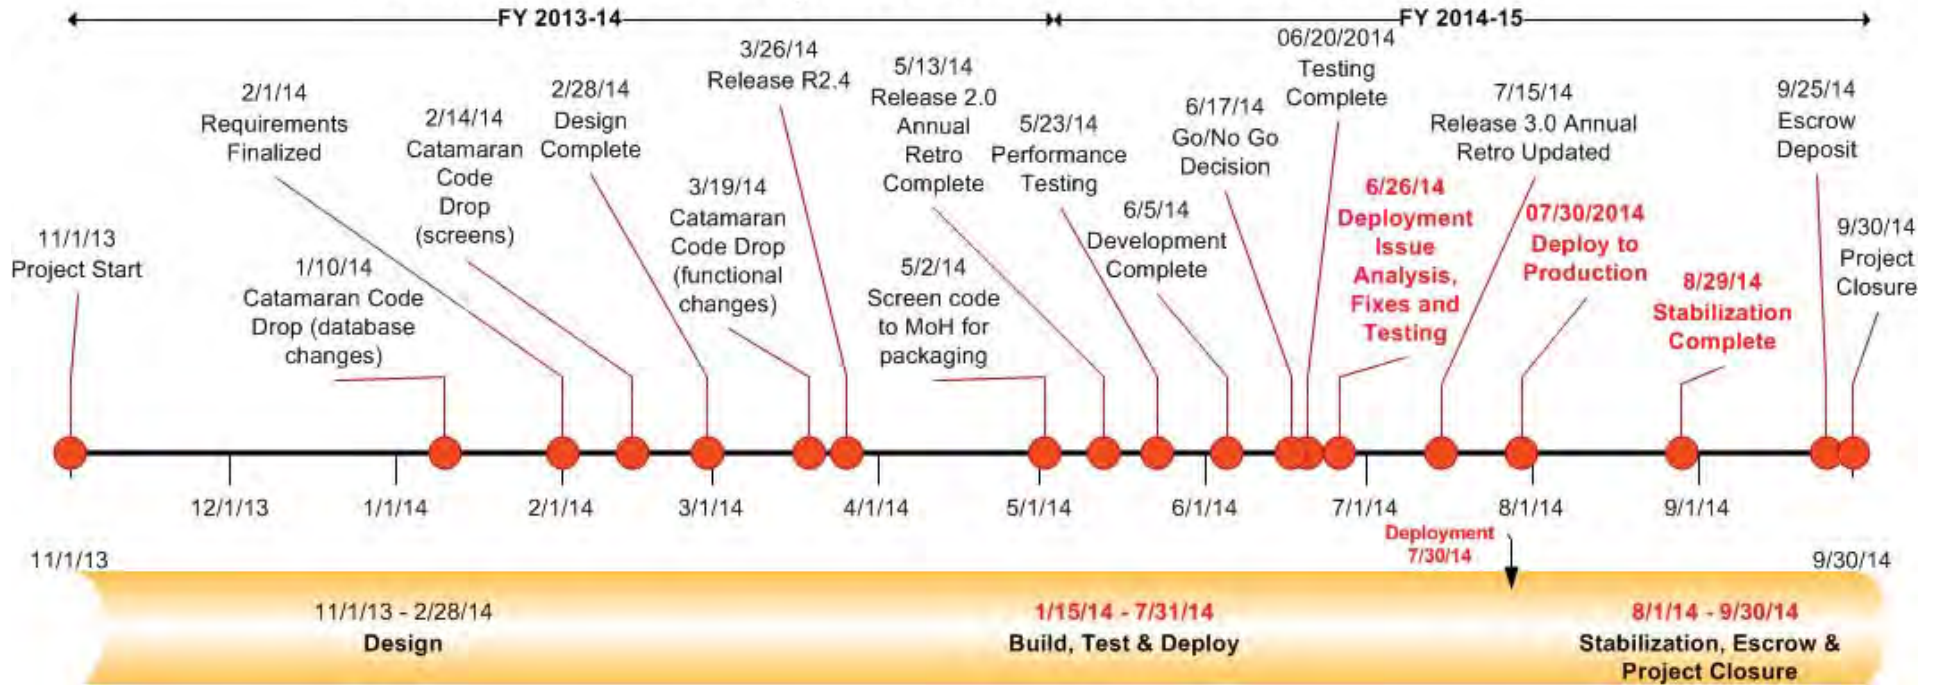 FY 2013-14
FY 2014-15
11/1/13
Project Start
2/1/14
Requirements
Finalized
1/10/14
Catamaran Code
Drop (database
changes)
2/14/14
Catamaran
Code
Drop
(screens)
2/28/14
Design
Complete
3/19/14
Catamaran
Code Drop
(functional
changes)
3/26/14
Release R2.4
5/2/14
Screen code
to MoH for
packaging
5/13/14
Release 2.0
Annual
Retro
Complete
5/23/14
Performance
Testing
6/5/14
Development
Complete
6/17/14
Go/No Go
Decision
06/20/2014
Testing
Complete
6/26/14
Deployment
Issue
Analysis,
Fixes and
Testing
7/15/14
Release 3.0 Annual
Retro Updated
07/30/2014
Deploy to
Production
8/29/14
Stabilization
Complete
9/25/14
Escrow
Deposit
9/30/14
Project
Closure
12/1/13
1/1/14
2/1/14
3/1/14
4/1/14
5/1/14
6/1/14
7/1/14
8/1/14
9/1/14
11/1/13
Deployment
7/30/14
9/30/14
11/1/13 - 2/28/14
Design
1/15/14 - 7/31/14
Build, Test & Deploy
8/1/14 - 9/30/14
Stabilization, Escrow &
Project Closure